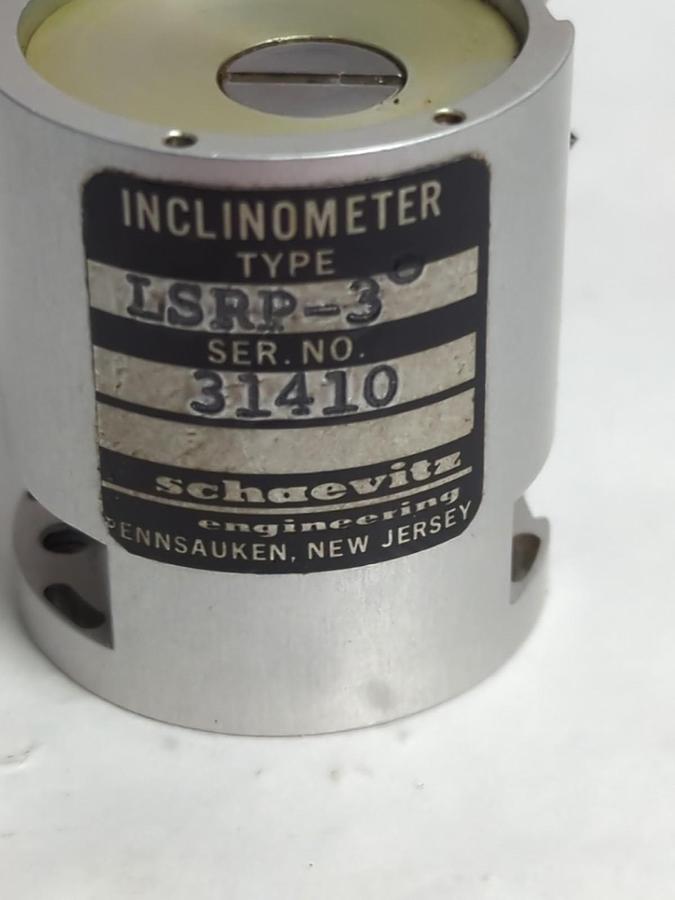 INCLINOMETER
TYPE
LSRP-3°
SER. NO.
31410
schaevitz
engineering
PENNSAUKEN, NEW JERSEY